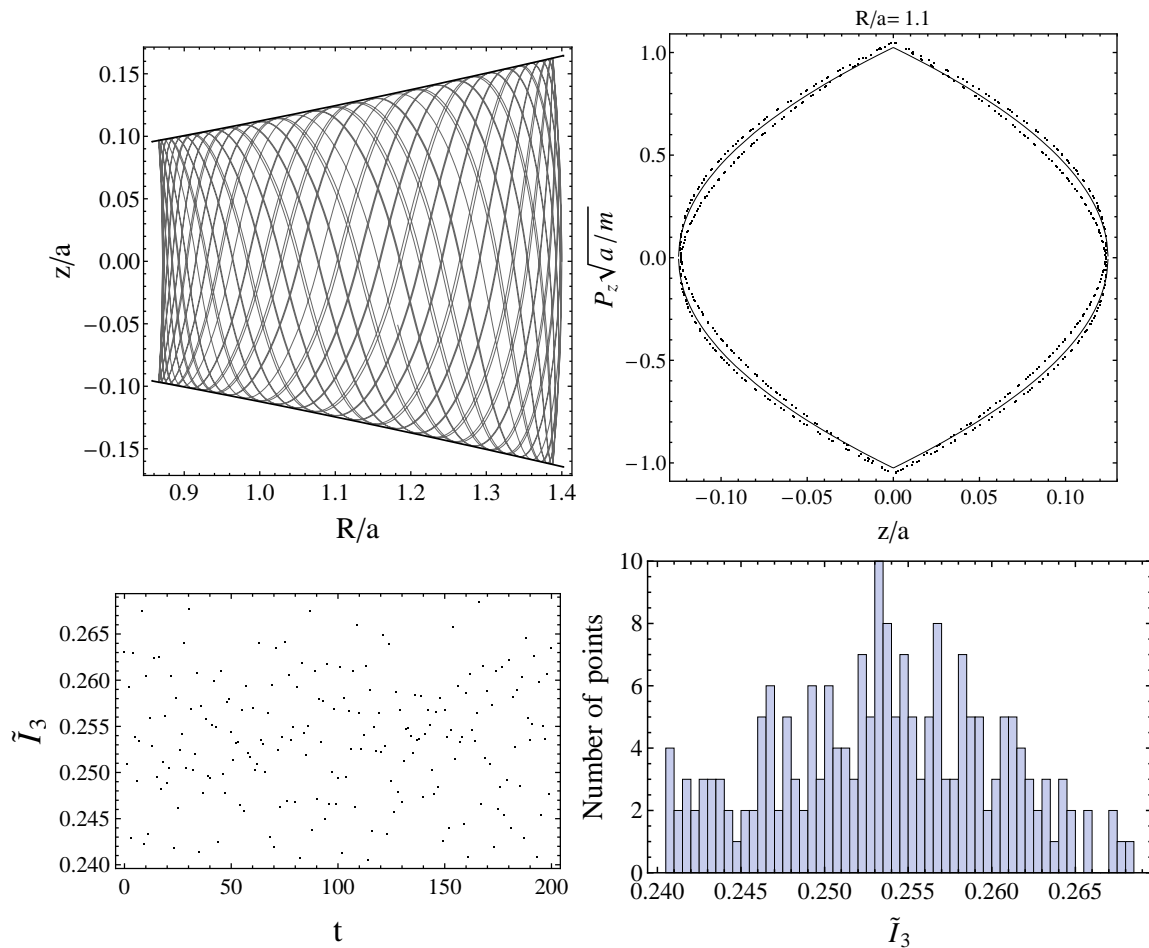 0.15
0.10
0.05
0.00
−0.05
−0.10
−0.15
z/a
0.9 1.0 1.1 1.2 1.3 1.4
R/a
R/a= 1.1
1.0
0.5
0.0
−0.5
−1.0
P_z√a/m
−0.10 −0.05 0.00 0.05 0.10
z/a
0.265
0.260
0.255
0.250
0.245
0.240
Ĩ_3
0 50 100 150 200
t
10
8
6
4
2
0
Number of points
0.240 0.245 0.250 0.255 0.260 0.265
Ĩ_3